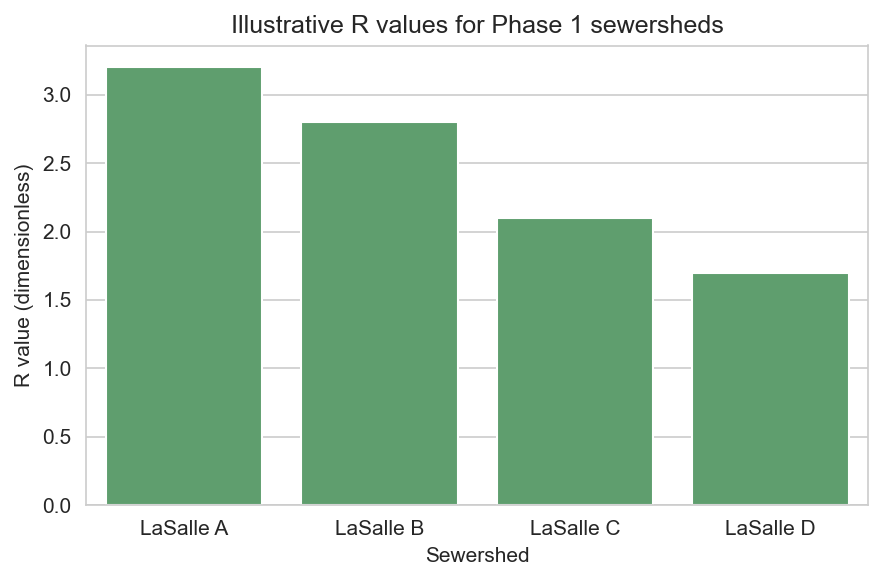 Illustrative R values for Phase 1 sewersheds
R value (dimensionless)
3.0
2.5
2.0
1.5
1.0
0.5
0.0
LaSalle A
LaSalle B
LaSalle C
LaSalle D
Sewershed